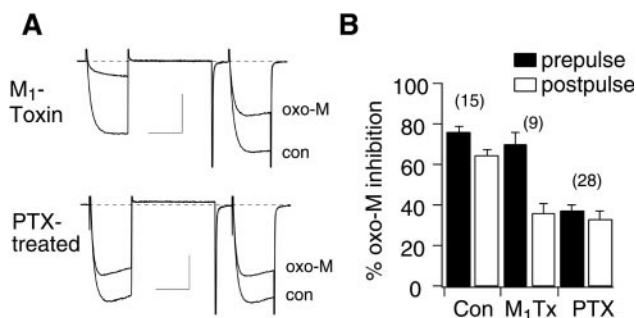 A
M1-
Toxin
oxo-M
con
PTX-
treated
oxo-M
con
B
prepulse
postpulse
% oxo-M inhibition
100
80
60
40
20
0
(15)
(9)
(28)
Con
M1Tx
PTX